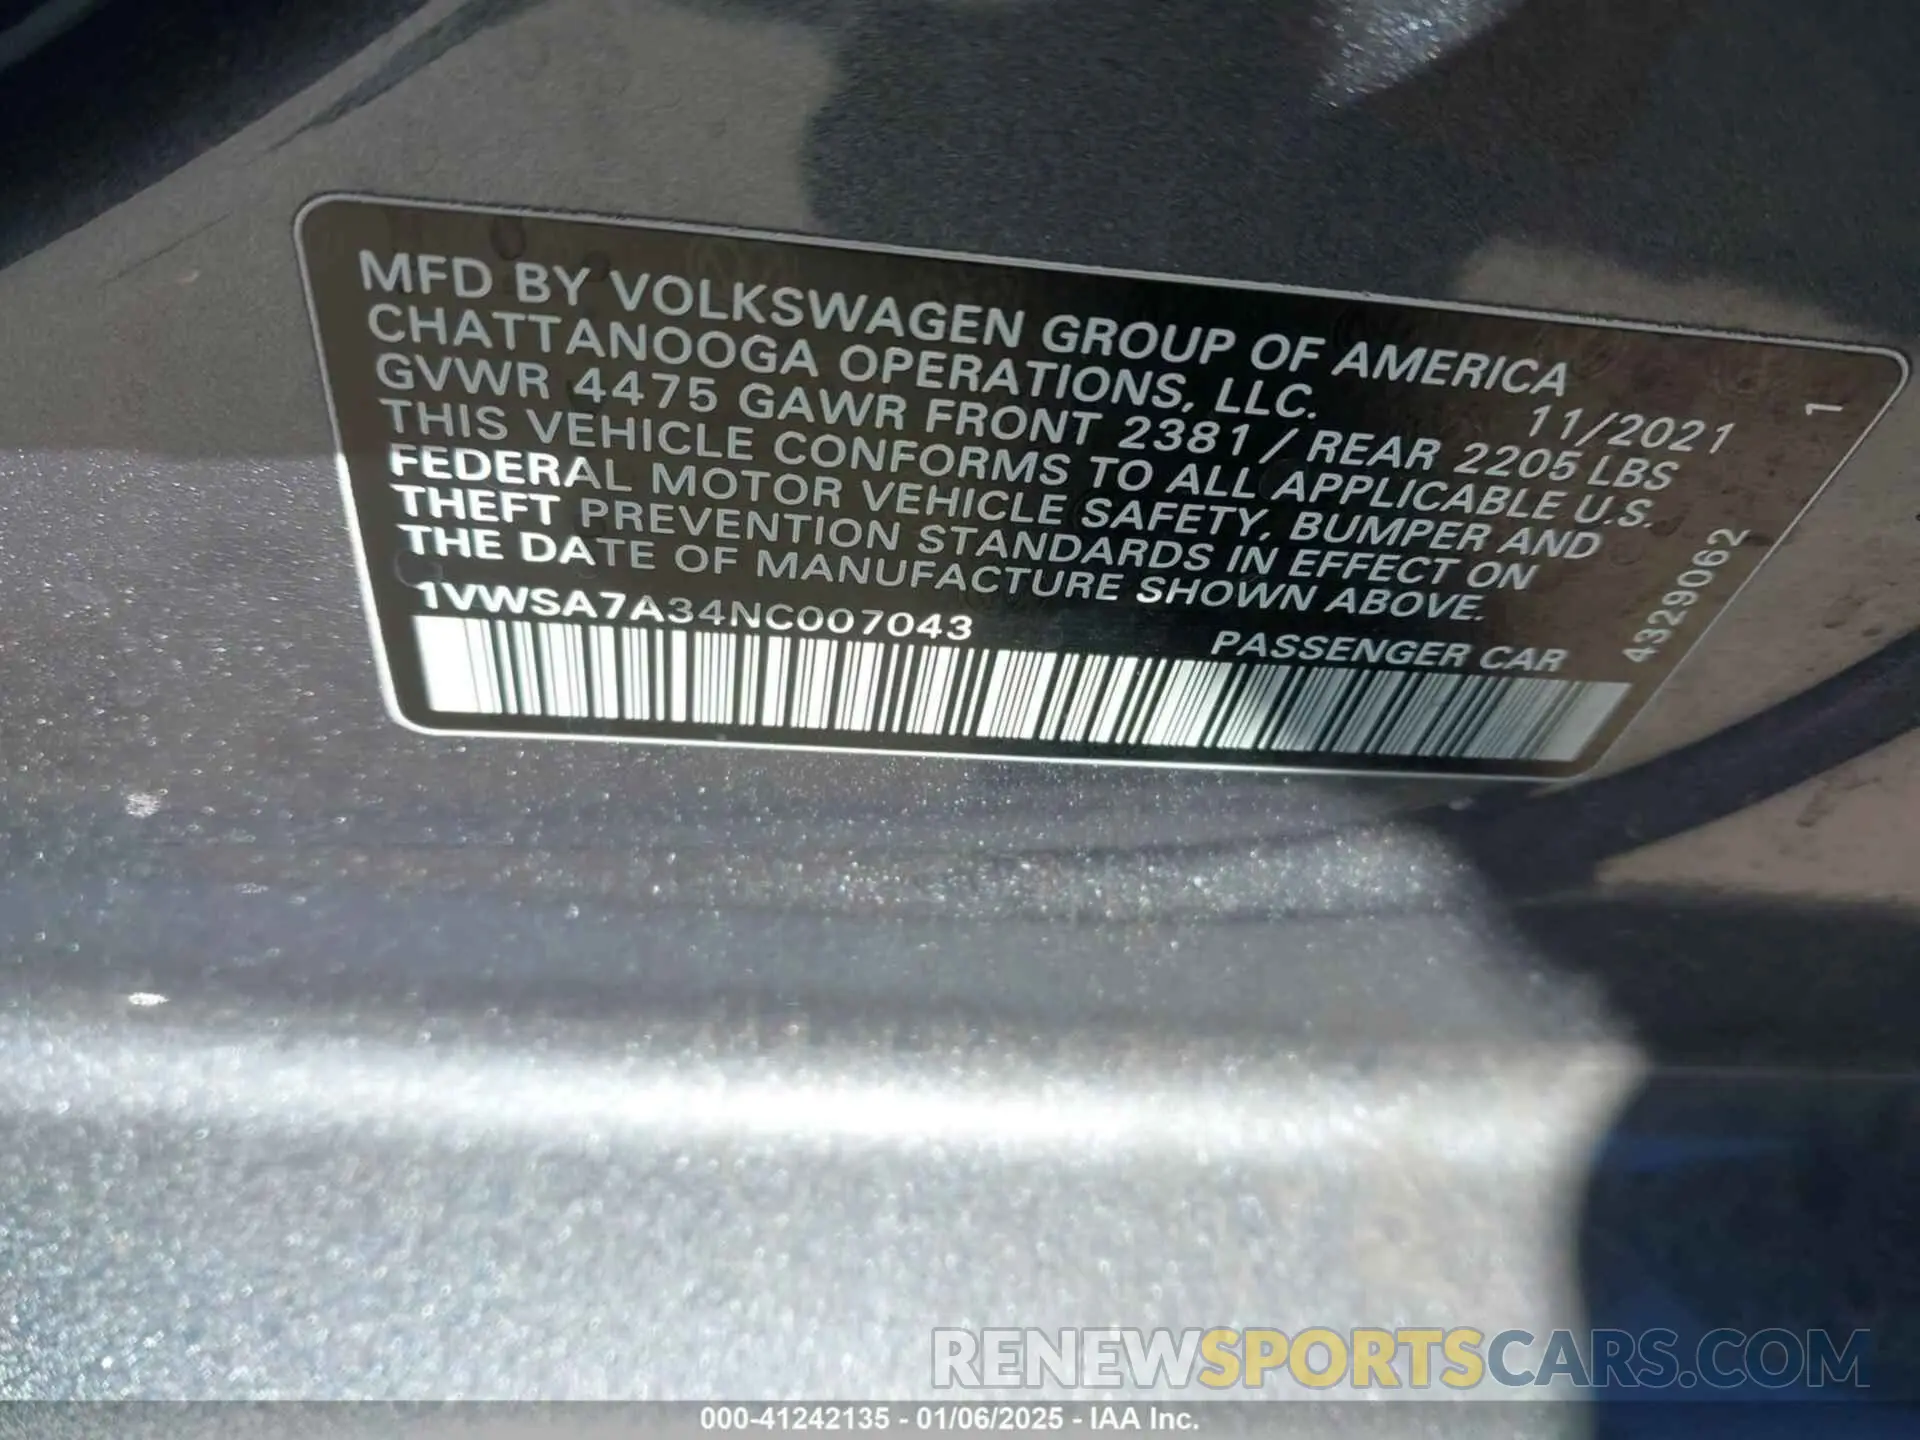 MFD BY VOLKSWAGEN GROUP OF AMERICA
CHATTANOOGA OPERATIONS, LLC.
11/2021
1
GVWR 4475 GAWR FRONT 2381 / REAR 2205 LBS
THIS VEHICLE CONFORMS TO ALL APPLICABLE U.S.
FEDERAL MOTOR VEHICLE SAFETY, BUMPER AND
THEFT PREVENTION STANDARDS IN EFFECT ON
THE DATE OF MANUFACTURE SHOWN ABOVE.
1VWSA7A34NC007043
PASSENGER CAR
4329062
RENEWSPORTSCARS.COM
000-41242135 - 01/06/2025 - IAA Inc.